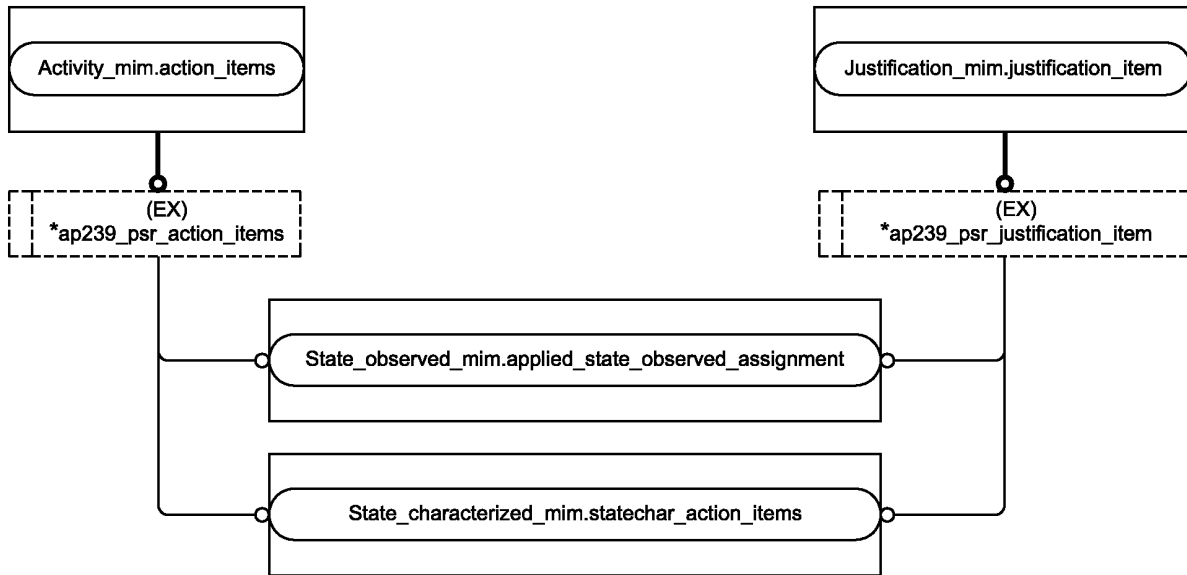 Activity_mim.action_items
Justification_mim.justification_item
(EX)
*ap239_psr_action_items
(EX)
*ap239_psr_justification_item
State_observed_mim.applied_state_observed_assignment
State_characterized_mim.statechar_action_items